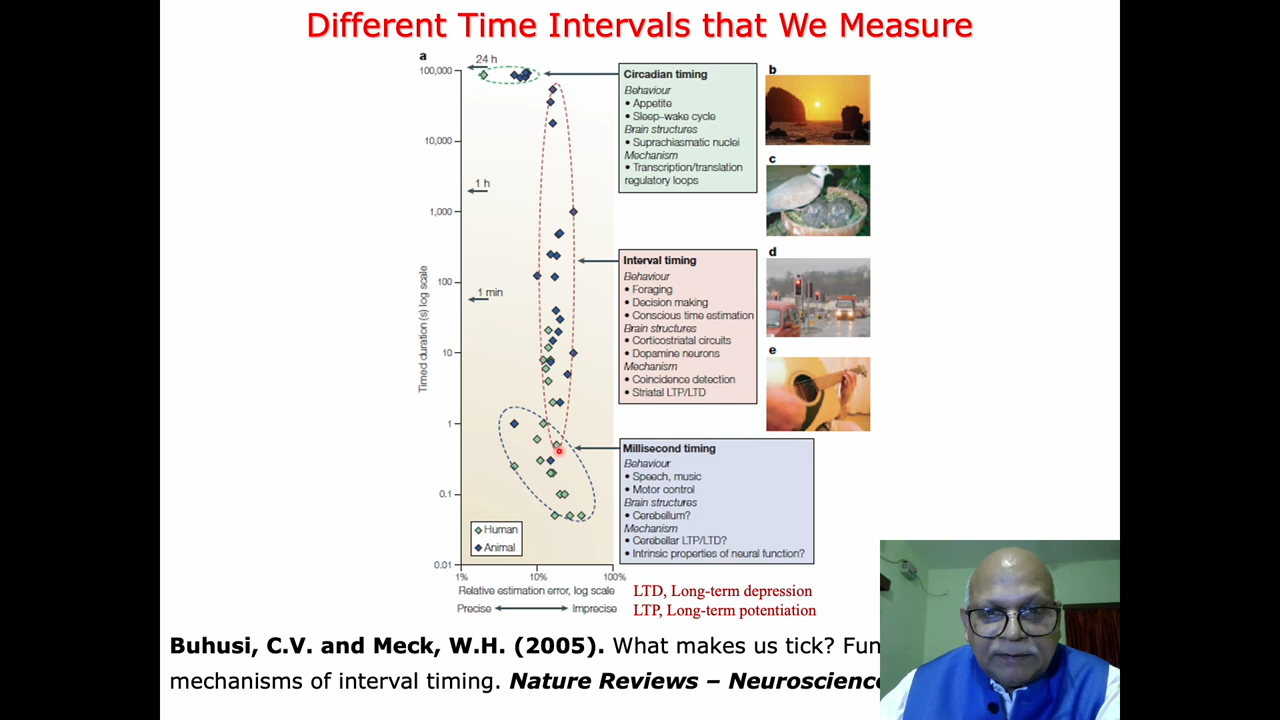 Different Time Intervals that We Measure
a
24 h
100,000
10,000
1 h
1,000
100
1 min
10
1
0.1
0.01
Timed duration (s) log scale
1%
10%
100%
Relative estimation error, log scale
Precise
Imprecise
Human
Animal
Circadian timing
Behaviour
• Appetite
• Sleep–wake cycle
Brain structures
• Suprachiasmatic nuclei
Mechanism
• Transcription/translation
regulatory loops
Interval timing
Behaviour
• Foraging
• Decision making
• Conscious time estimation
Brain structures
• Corticostriatal circuits
• Dopamine neurons
Mechanism
• Coincidence detection
• Striatal LTP/LTD
Millisecond timing
Behaviour
• Speech, music
• Motor control
Brain structures
• Cerebellum?
Mechanism
• Cerebellar LTP/LTD?
• Intrinsic properties of neural function?
b
c
d
e
LTD, Long-term depression
LTP, Long-term potentiation
Buhusi, C.V. and Meck, W.H. (2005). What makes us tick? Fun
mechanisms of interval timing. Nature Reviews – Neuroscience